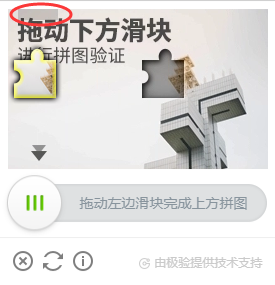 拖动下方滑块
进行拼图验证
拖动左边滑块完成上方拼图
由极验提供技术支持